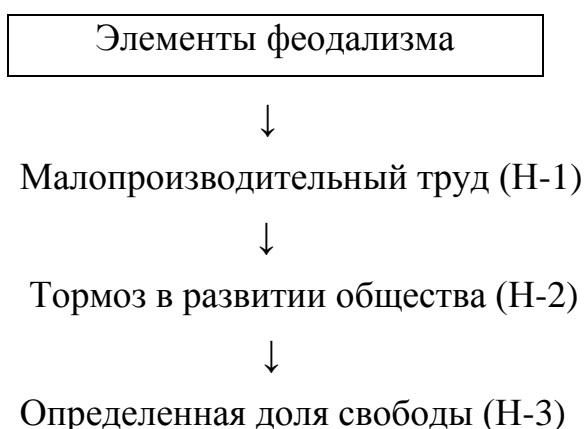 Элементы феодализма
↓
Малопроизводительный труд (Н-1)
↓
Тормоз в развитии общества (Н-2)
↓
Определенная доля свободы (Н-3)